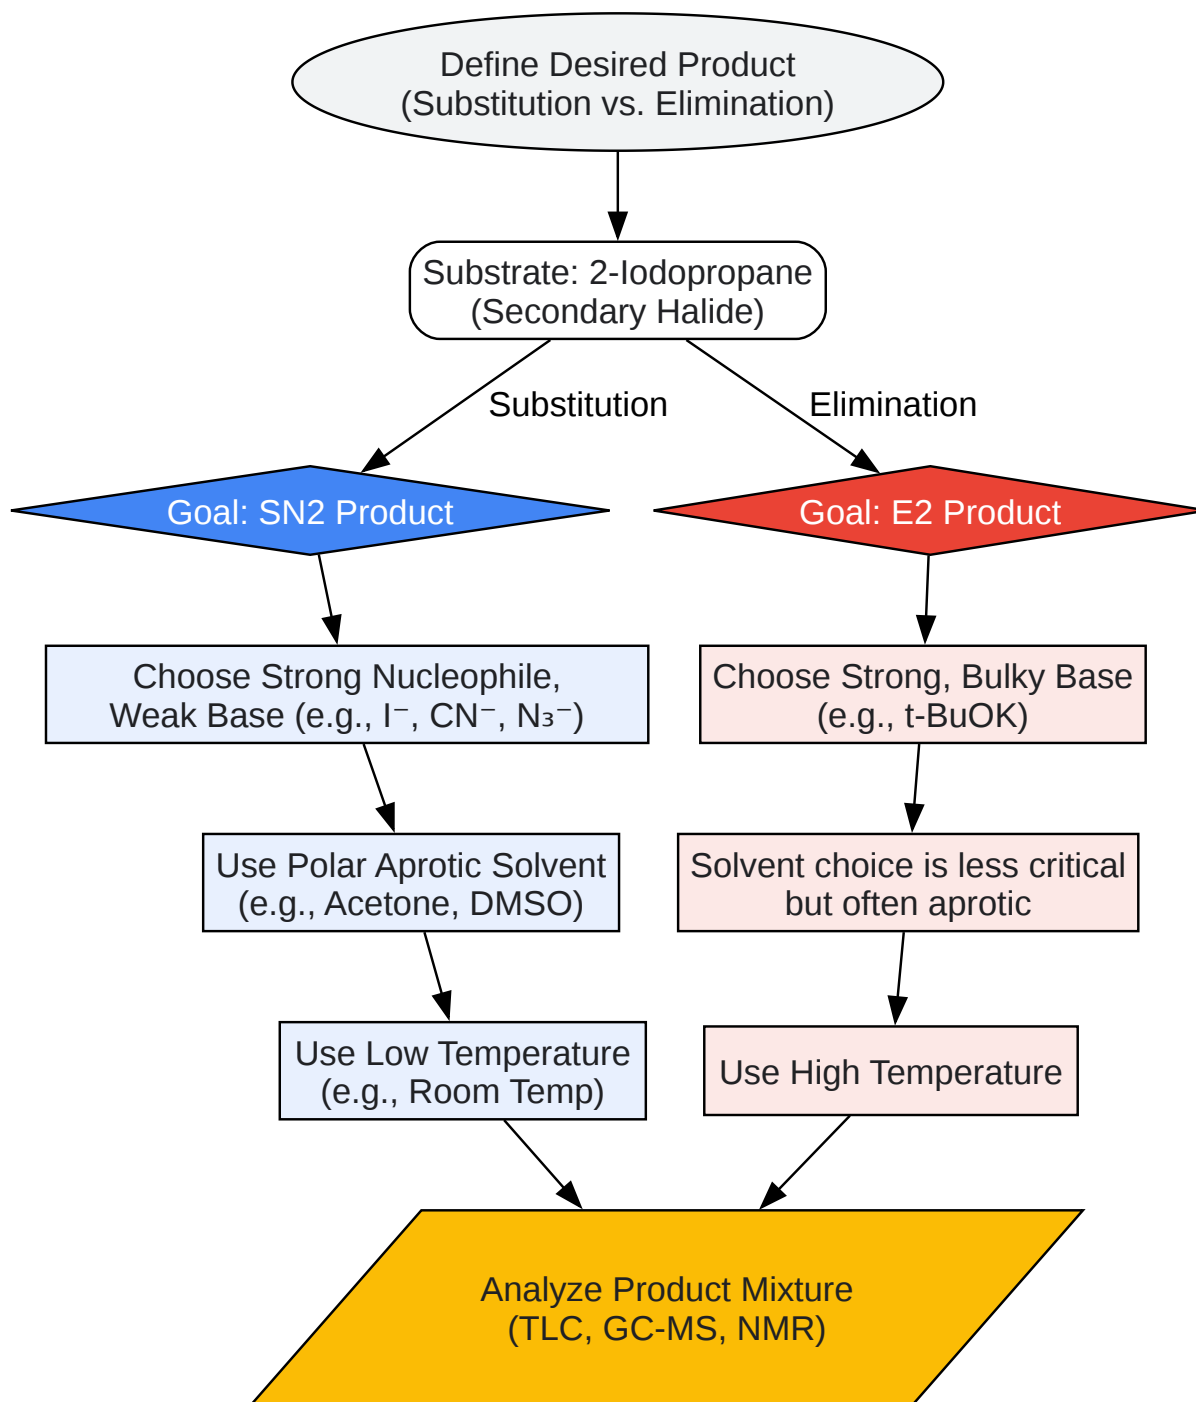 Define Desired Product
(Substitution vs. Elimination)
Substrate: 2-Iodopropane
(Secondary Halide)
Substitution
Elimination
Goal: SN2 Product
Goal: E2 Product
Choose Strong Nucleophile,
Weak Base (e.g., I⁻, CN⁻, N₃⁻)
Choose Strong, Bulky Base
(e.g., t-BuOK)
Use Polar Aprotic Solvent
(e.g., Acetone, DMSO)
Solvent choice is less critical
but often aprotic
Use Low Temperature
(e.g., Room Temp)
Use High Temperature
Analyze Product Mixture
(TLC, GC-MS, NMR)